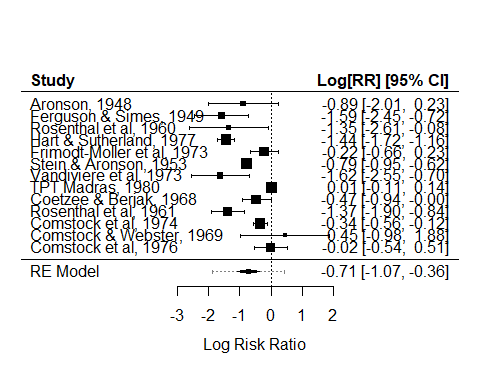 Study Log[RR] [95% CI]
Aronson, 1948 -0.89 [-2.01, 0.23]
Ferguson & Simes, 1949 -1.59 [-2.45, -0.72]
Rosenthal et al, 1960 -1.35 [-2.61, -0.08]
Hart & Sutherland, 1977 -1.44 [-1.72, -1.16]
Frimodt-Moller et al, 1973 -0.22 [-0.66, 0.23]
Stein & Aronson, 1953 -0.79 [-0.95, -0.62]
Vandiviere et al, 1973 -1.62 [-2.55, -0.70]
TPT Madras, 1980 0.01 [-0.11, 0.14]
Coetzee & Berjak, 1968 -0.47 [-0.94, -0.00]
Rosenthal et al, 1961 -1.37 [-1.90, -0.84]
Comstock et al, 1974 -0.34 [-0.56, -0.12]
Comstock & Webster, 1969 0.45 [-0.98, 1.88]
Comstock et al, 1976 -0.02 [-0.54, 0.51]
RE Model -0.71 [-1.07, -0.36]
-3 -2 -1 0 1 2
Log Risk Ratio